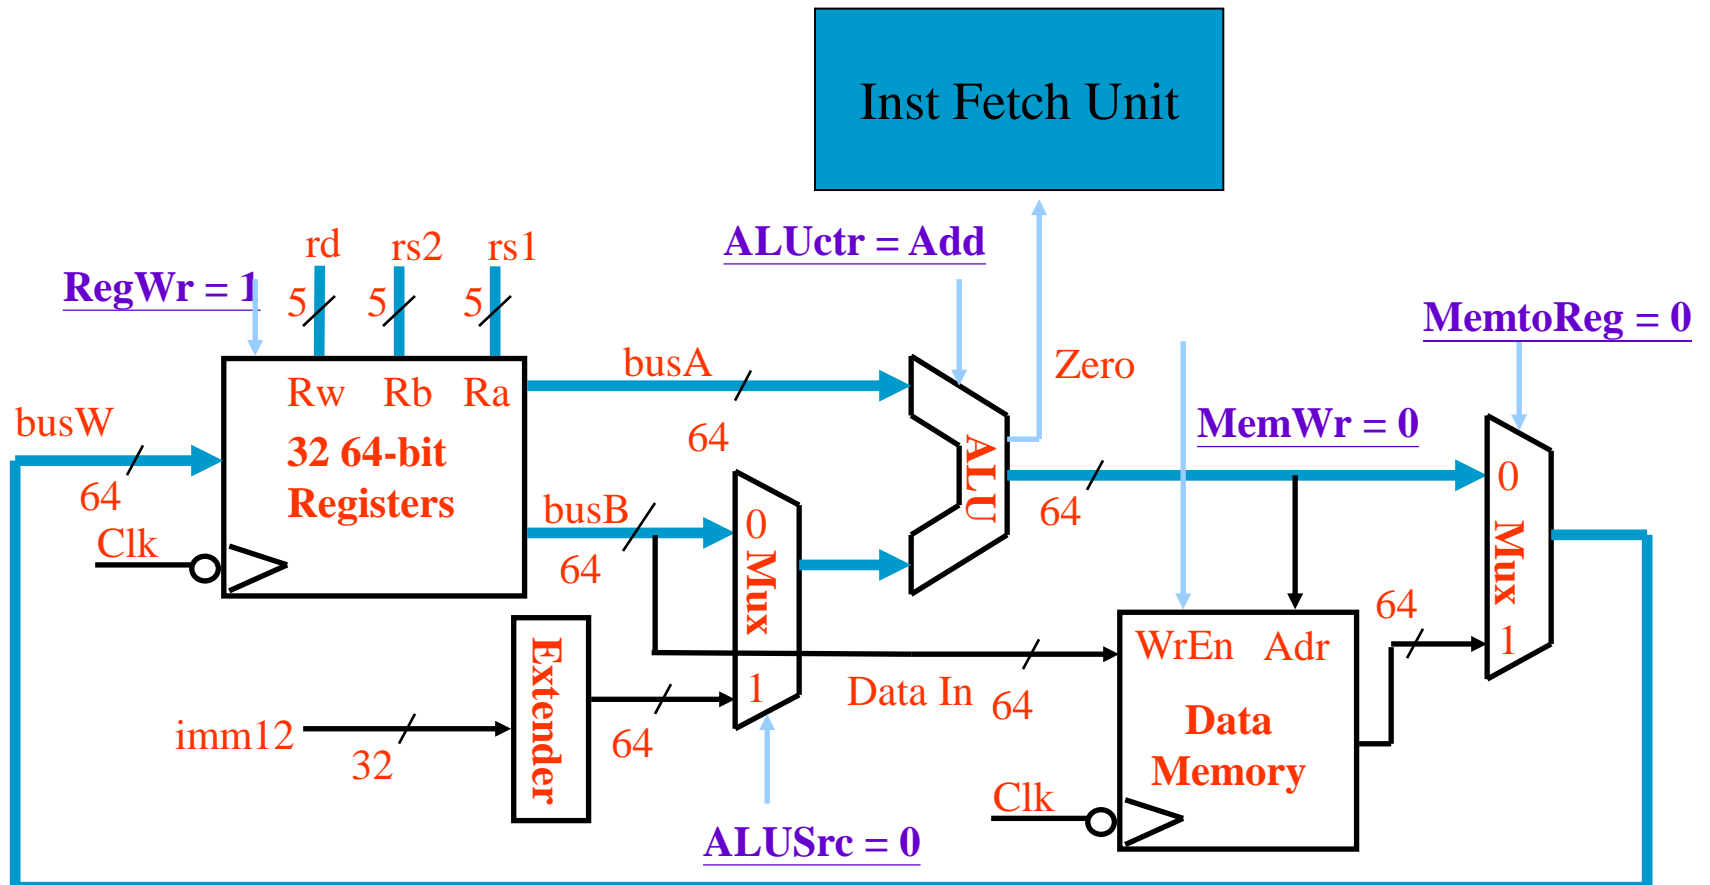 Inst Fetch Unit
rd
rs2
rs1
ALUctr = Add
RegWr = 1
5
5
5
MemtoReg = 0
busA
Zero
Rw
Rb
Ra
busW
MemWr = 0
64
32 64-bit
Registers
ALU
0
64
busB
0
64
64
Clk
64
Mux
Mux
64
Extender
WrEn
Adr
1
1
Data In
64
imm12
64
Data
Memory
32
Clk
ALUSrc = 0